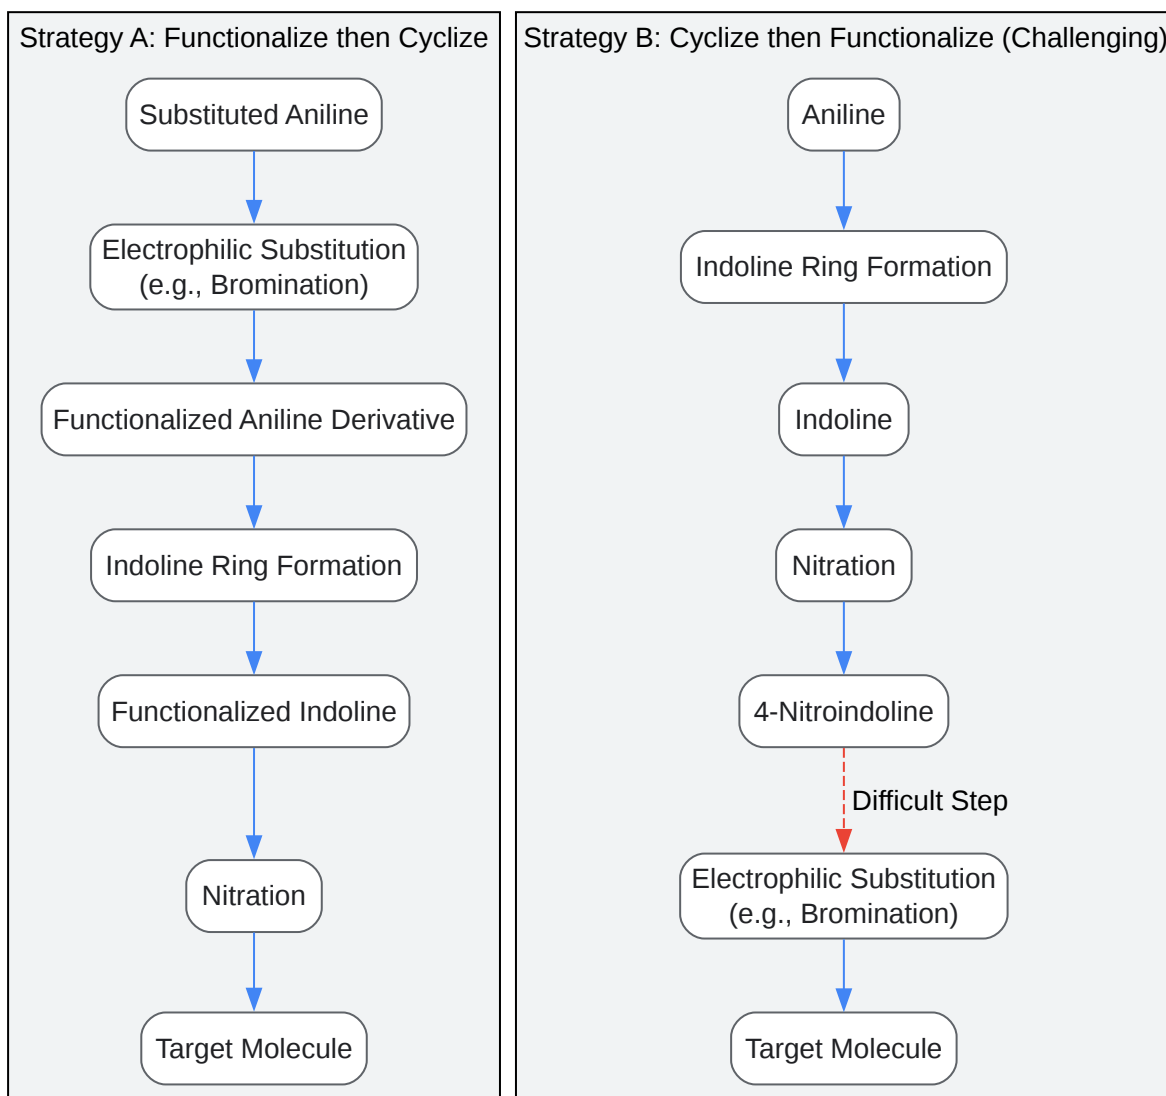 Strategy A: Functionalize then Cyclize
Substituted Aniline
Electrophilic Substitution
(e.g., Bromination)
Functionalized Aniline Derivative
Indoline Ring Formation
Functionalized Indoline
Nitration
Target Molecule
Strategy B: Cyclize then Functionalize (Challenging)
Aniline
Indoline Ring Formation
Indoline
Nitration
4-Nitroindoline
Difficult Step
Electrophilic Substitution
(e.g., Bromination)
Target Molecule